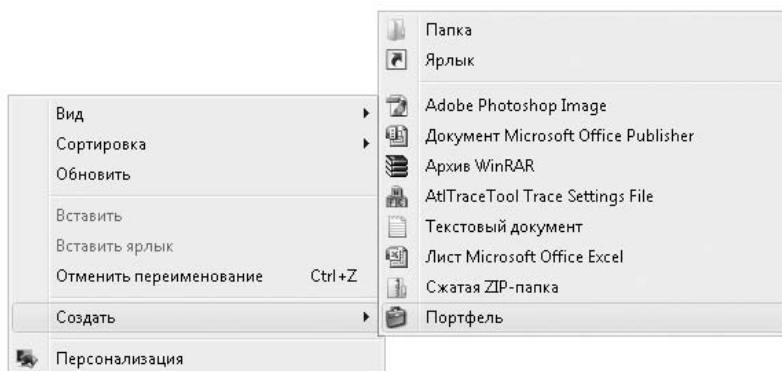 Вид
Сортировка
Обновить
Вставить
Вставить ярлык
Отменить переименование Ctrl+Z
Создать
Персонализация
Папка
Ярлык
Adobe Photoshop Image
Документ Microsoft Office Publisher
Архив WinRAR
AtlTraceTool Trace Settings File
Текстовый документ
Лист Microsoft Office Excel
Сжатая ZIP-папка
Портфель